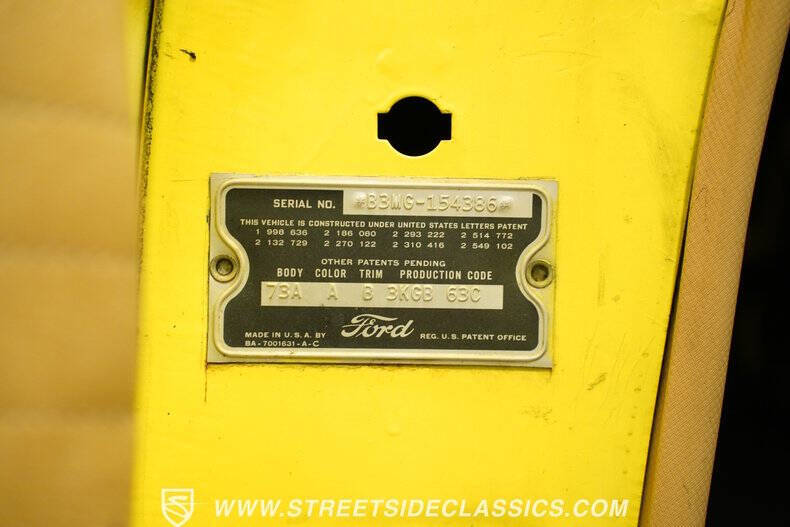 SERIAL NO. *B3MG-154386*
THIS VEHICLE IS CONSTRUCTED UNDER UNITED STATES LETTERS PATENT
1 998 636 2 186 080 2 293 222 2 514 772
2 132 729 2 270 122 2 310 416 2 549 102
OTHER PATENTS PENDING
BODY COLOR TRIM PRODUCTION CODE
73A A B 3KGB 63C
MADE IN U.S.A. BY Ford REG. U.S. PATENT OFFICE
BA-7001631-A-C
WWW.STREETSIDECLASSICS.COM